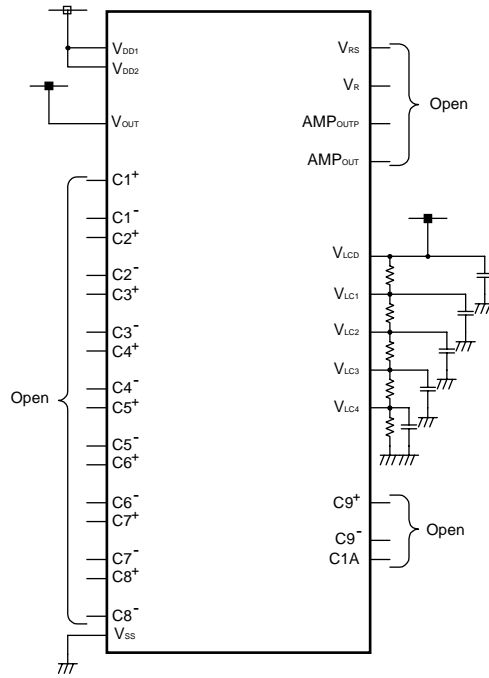 VDD1
VDD2
VOUT
C1+
C1-
C2+
C2-
C3+
C3-
C4+
C4-
C5+
C5-
C6+
C6-
C7+
C7-
C8+
C8-
VSS
Open
VRS
VR
AMPOUTP
AMPOUT
Open
VLCD
VLC1
VLC2
VLC3
VLC4
C9+
C9-
C1A
Open